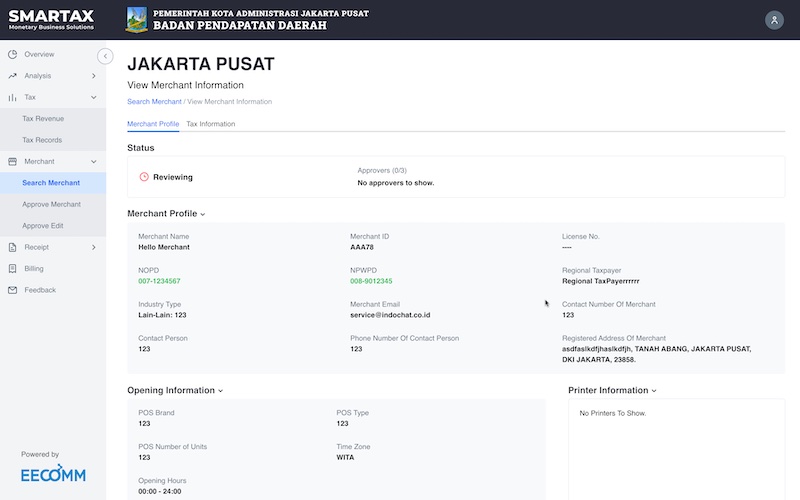 SMARTAX
Monetary Business Solutions
PEMERINTAH KOTA ADMINISTRASI JAKARTA PUSAT
BADAN PENDAPATAN DAERAH
Overview
Analysis
Tax
Tax Revenue
Tax Records
Merchant
Search Merchant
Approve Merchant
Approve Edit
Receipt
Billing
Feedback
Powered by
EECOMM
JAKARTA PUSAT
View Merchant Information
Search Merchant / View Merchant Information
Merchant Profile Tax Information
Status
Reviewing
Approvers (0/3)
No approvers to show.
Merchant Profile
Merchant Name Merchant ID License No.
Hello Merchant AAA78 ----
NOPD NPWPD Regional Taxpayer
007-1234567 008-9012345 Regional TaxPayerrrrrr
Industry Type Merchant Email Contact Number Of Merchant
Lain-Lain: 123 service@indochat.co.id 123
Contact Person Phone Number Of Contact Person Registered Address Of Merchant
123 123 asdfaslkdfjhaslkdfjh, TANAH ABANG, JAKARTA PUSAT,
DKI JAKARTA, 23858.
Opening Information
POS Brand POS Type
123 123
POS Number of Units Time Zone
123 WITA
Opening Hours
00:00 - 24:00
Printer Information
No Printers To Show.